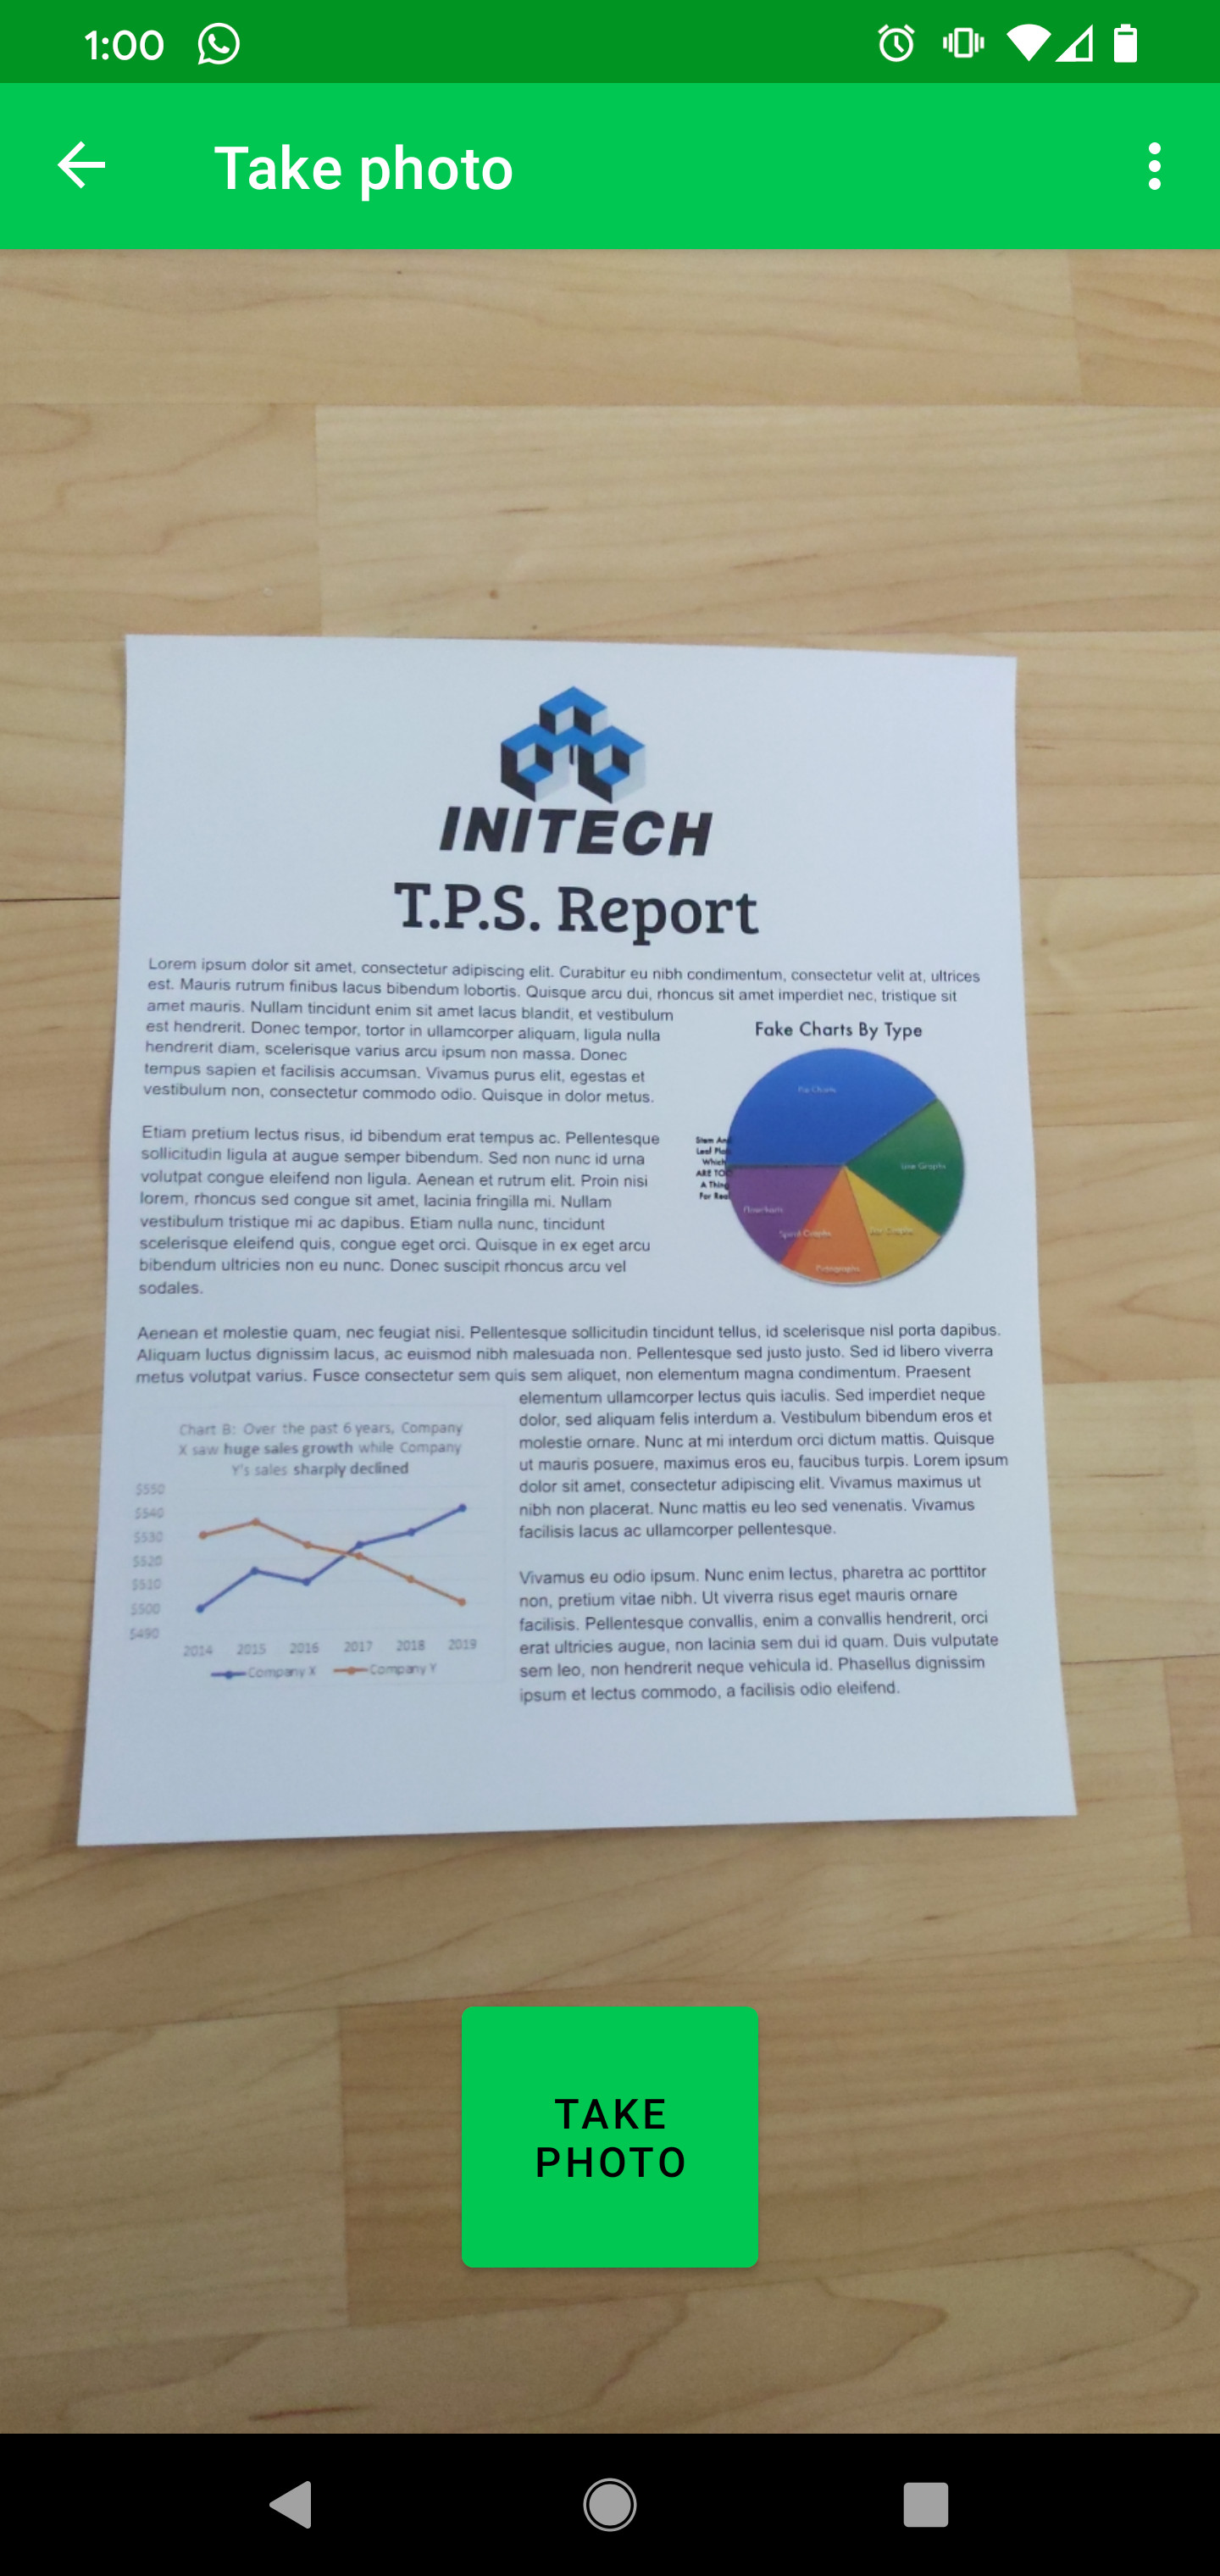 1:00
Take photo
INITECH
T.P.S. Report
Lorem ipsum dolor sit amet, consectetur adipiscing elit. Curabitur eu nibh condimentum, consectetur velit at, ultrices
est. Mauris rutrum finibus lacus bibendum lobortis. Quisque arcu dui, rhoncus sit amet imperdiet nec, tristique sit
amet mauris. Nullam tincidunt enim sit amet lacus blandit, et vestibulum
est hendrerit. Donec tempor, tortor in ullamcorper aliquam, ligula nulla
hendrerit diam, scelerisque varius arcu ipsum non massa. Donec
tempus sapien et facilisis accumsan. Vivamus purus elit, egestas et
vestibulum non, consectetur commodo odio. Quisque in dolor metus.
Fake Charts By Type
Pie Charts
Line Graphs
Bar Graphs
Pictographs
Spiral Graphs
Flowcharts
Stem And
Leaf Plot
Which
ARE TOO
A Thing
For Real
Etiam pretium lectus risus, id bibendum erat tempus ac. Pellentesque
sollicitudin ligula at augue semper bibendum. Sed non nunc id urna
volutpat congue eleifend non ligula. Aenean et rutrum elit. Proin nisi
lorem, rhoncus sed congue sit amet, lacinia fringilla mi. Nullam
vestibulum tristique mi ac dapibus. Etiam nulla nunc, tincidunt
scelerisque eleifend quis, congue eget orci. Quisque in ex eget arcu
bibendum ultricies non eu nunc. Donec suscipit rhoncus arcu vel
sodales.
Aenean et molestie quam, nec feugiat nisi. Pellentesque sollicitudin tincidunt tellus, id scelerisque nisl porta dapibus.
Aliquam luctus dignissim lacus, ac euismod nibh malesuada non. Pellentesque sed justo justo. Sed id libero viverra
metus volutpat varius. Fusce consectetur sem quis sem aliquet, non elementum magna condimentum. Praesent
elementum ullamcorper lectus quis iaculis. Sed imperdiet neque
dolor, sed aliquam felis interdum a. Vestibulum bibendum eros et
molestie ornare. Nunc at mi interdum orci dictum mattis. Quisque
ut mauris posuere, maximus eros eu, faucibus turpis. Lorem ipsum
dolor sit amet, consectetur adipiscing elit. Vivamus maximus ut
nibh non placerat. Nunc mattis eu leo sed venenatis. Vivamus
facilisis lacus ac ullamcorper pellentesque.
Chart B: Over the past 6 years, Company
X saw huge sales growth while Company
Y's sales sharply declined
$550
$540
$530
$520
$510
$500
$490
2014 2015 2016 2017 2018 2019
Company X Company Y
Vivamus eu odio ipsum. Nunc enim lectus, pharetra ac porttitor
non, pretium vitae nibh. Ut viverra risus eget mauris ornare
facilisis. Pellentesque convallis, enim a convallis hendrerit, orci
erat ultricies augue, non lacinia sem dui id quam. Duis vulputate
sem leo, non hendrerit neque vehicula id. Phasellus dignissim
ipsum et lectus commodo, a facilisis odio eleifend.
TAKE
PHOTO